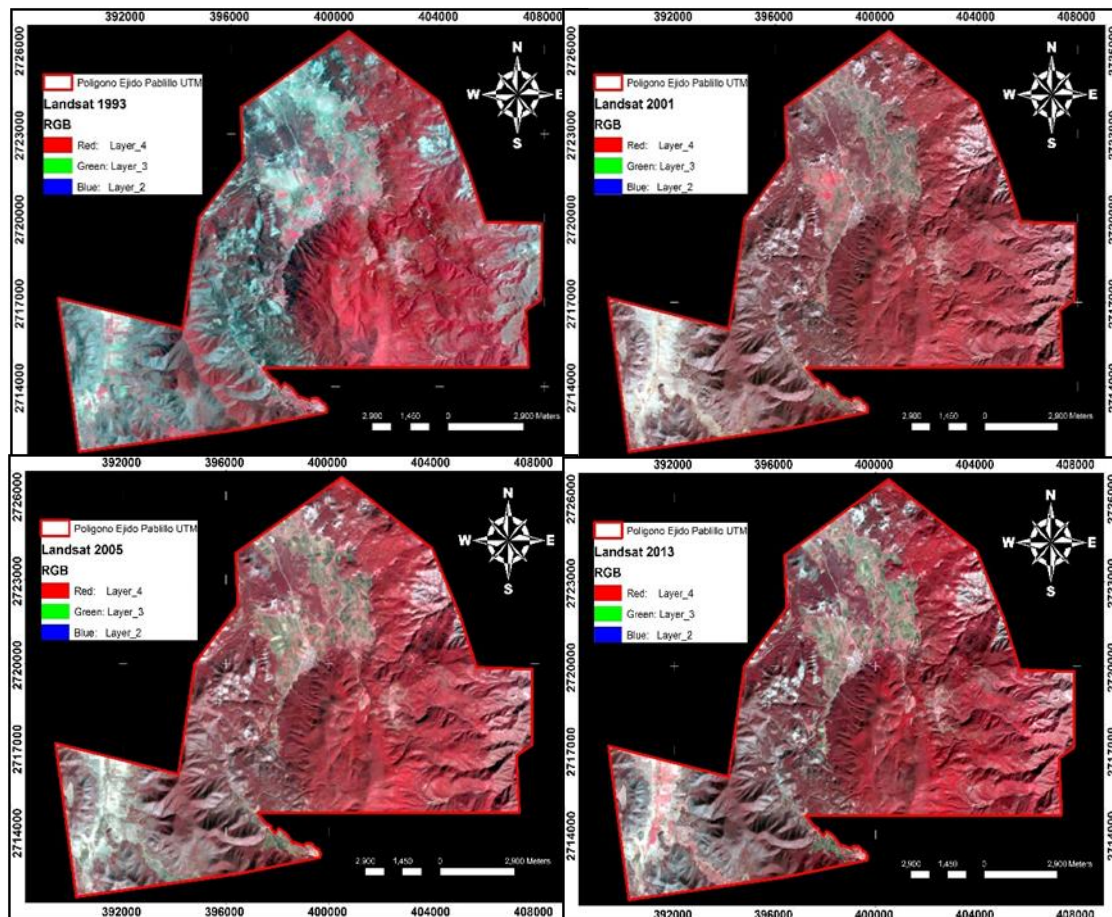 392000 396000 400000 404000 408000
2726000
2723000
2720000
2717000
2714000
Poligono Ejido Pablillo UTM
Landsat 1993
RGB
Red: Layer_4
Green: Layer_3
Blue: Layer_2
N
W E
S
2,900 1,450 0 2,900 Meters
392000 396000 400000 404000 408000
2726000
2723000
2720000
2717000
2714000
Poligono Ejido Pablillo UTM
Landsat 2001
RGB
Red: Layer_4
Green: Layer_3
Blue: Layer_2
N
W E
S
2,900 1,450 0 2,900 Meters
392000 396000 400000 404000 408000
2726000
2723000
2720000
2717000
2714000
Poligono Ejido Pablillo UTM
Landsat 2005
RGB
Red: Layer_4
Green: Layer_3
Blue: Layer_2
N
W E
S
2,900 1,450 0 2,900 Meters
392000 396000 400000 404000 408000
392000 396000 400000 404000 408000
2726000
2723000
2720000
2717000
2714000
Poligono Ejido Pablillo UTM
Landsat 2013
RGB
Red: Layer_4
Green: Layer_3
Blue: Layer_2
N
W E
S
2,900 1,450 0 2,900 Meters
392000 396000 400000 404000 408000